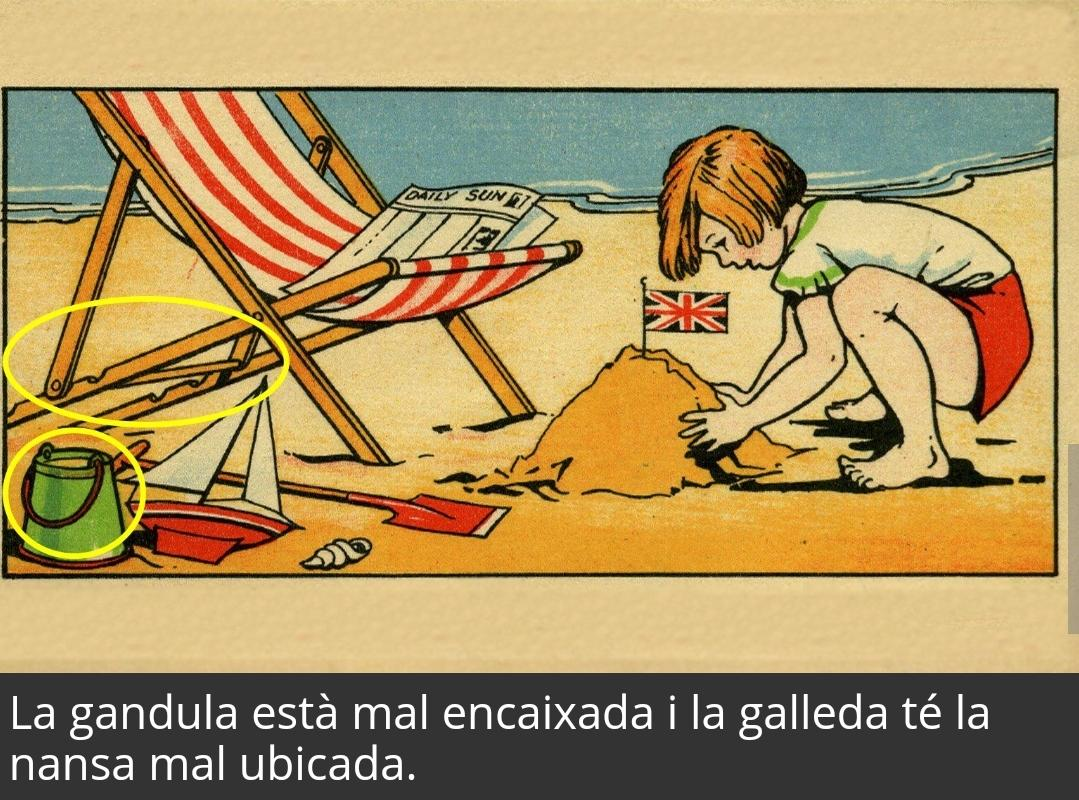 DAILY SUN
La gandula està mal encaixada i la galleda té la
nansa mal ubicada.